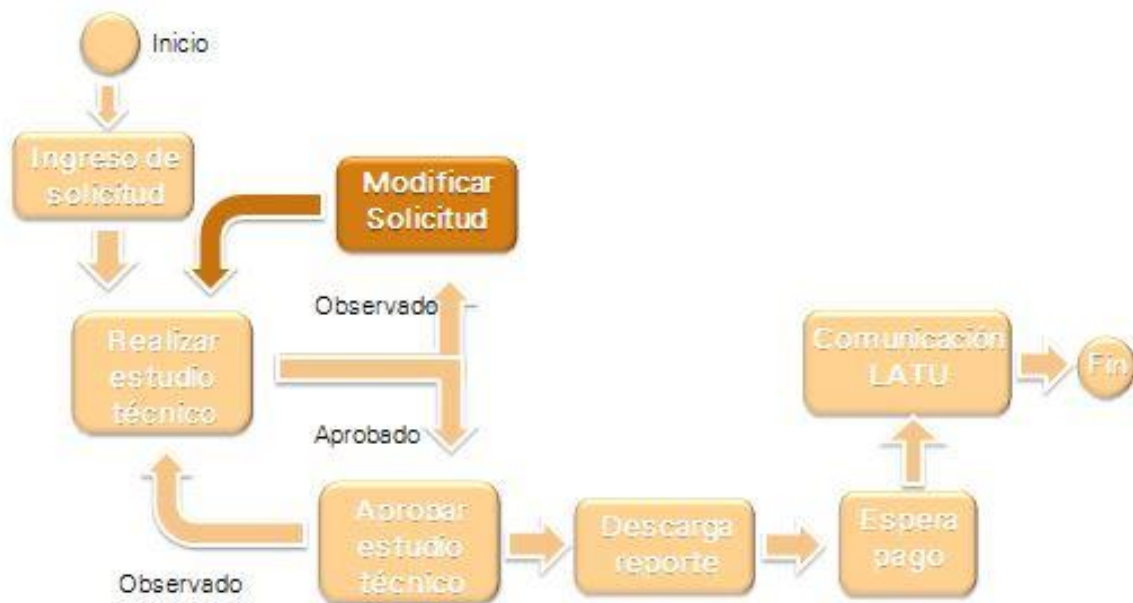 Inicio
Ingreso de
solicitud
Modificar
Solicitud
Observado
Realizar
estudio
técnico
Aprobado
Comunicación
LATU
Fin
Aprobar
estudio
técnico
Descarga
reporte
Espera
pago
Observado